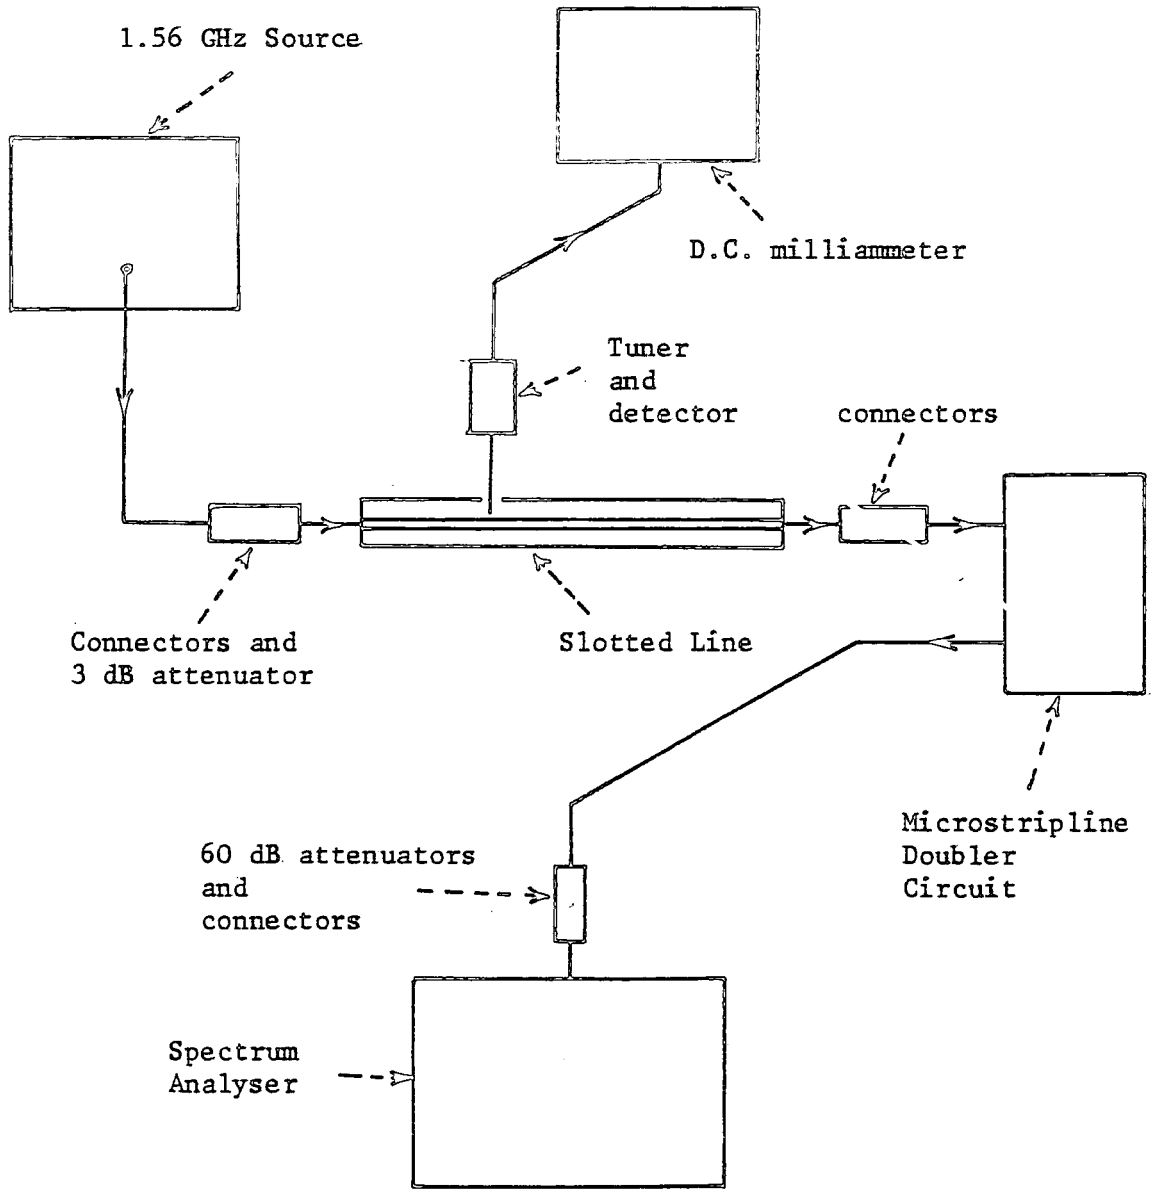 1.56 GHz Source
D.C. milliammeter
Tuner
and
detector
connectors
Connectors and
3 dB attenuator
Slotted Line
Microstripline
Doubler
Circuit
60 dB attenuators
and
connectors
Spectrum
Analyser